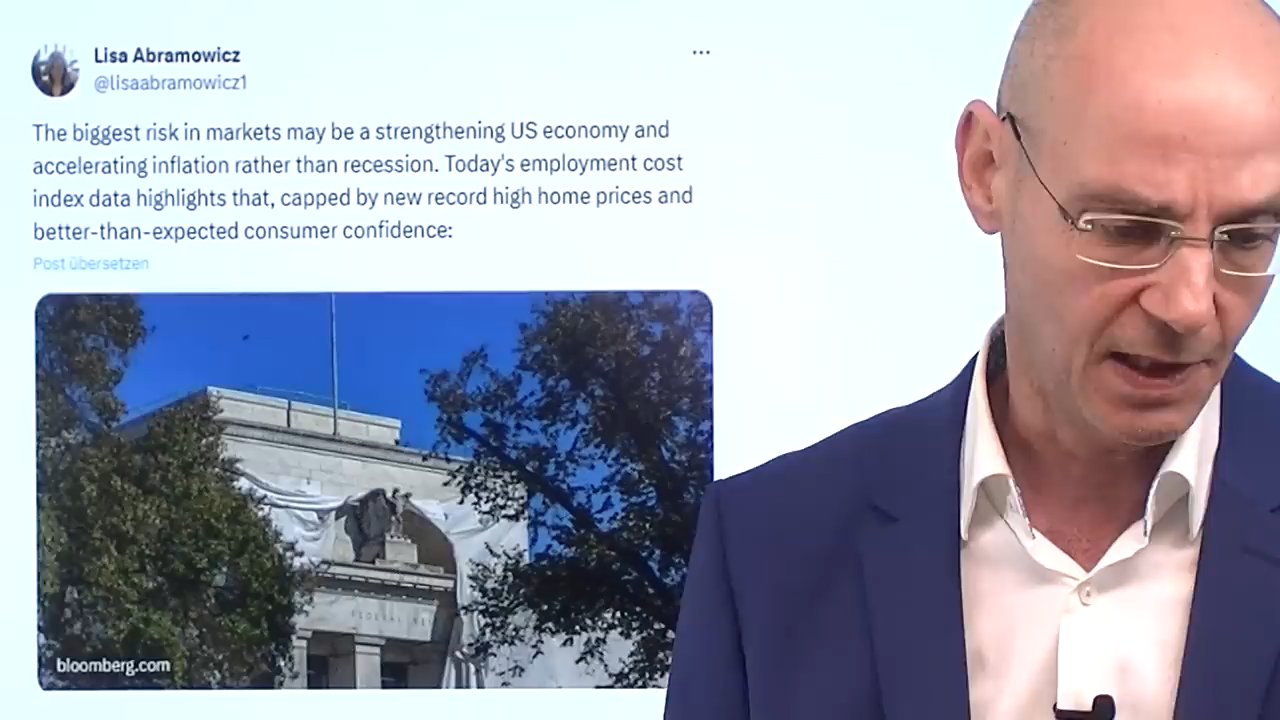 Lisa Abramowicz
@lisaabramowicz1
The biggest risk in markets may be a strengthening US economy and
accelerating inflation rather than recession. Today's employment cost
index data highlights that, capped by new record high home prices and
better-than-expected consumer confidence:
Post übersetzen
FEDERAL
bloomberg.com